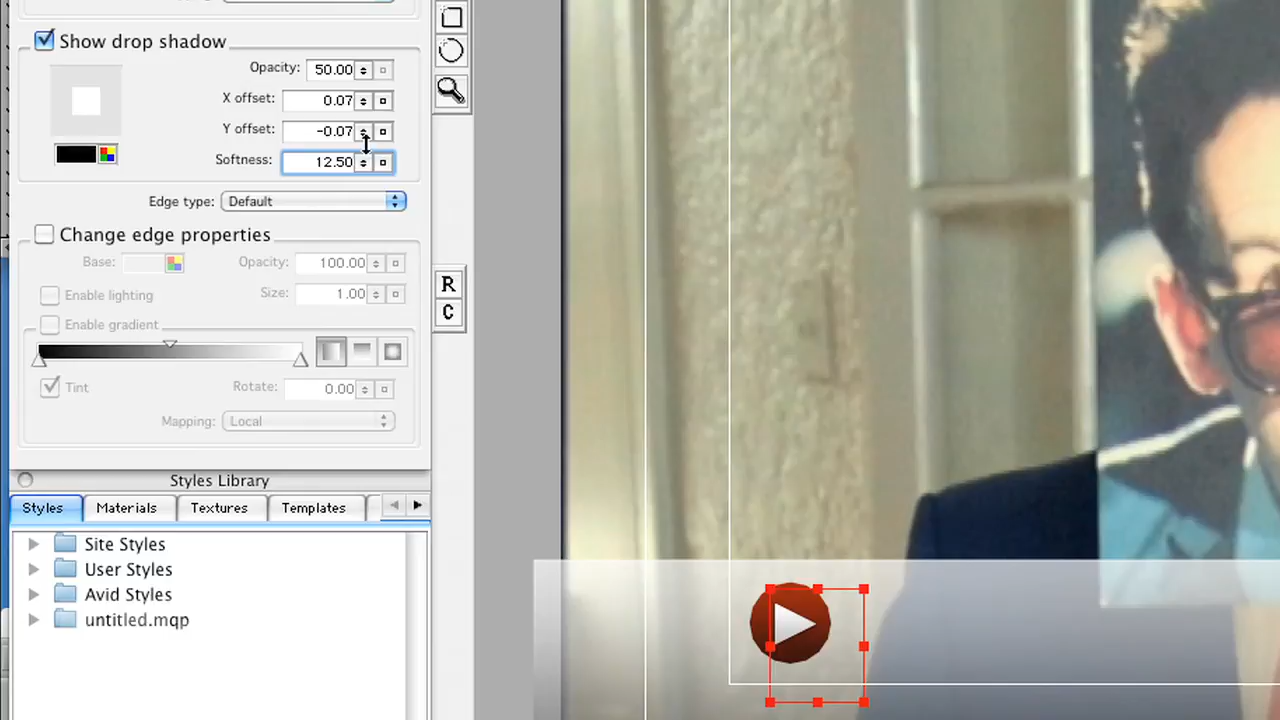 Show drop shadow
Opacity: 50.00
X offset: 0.07
Y offset: -0.07
Softness: 12.50
Edge type: Default
Change edge properties
Base: Opacity: 100.00
Enable lighting Size: 1.00
Enable gradient
Tint Rotate: 0.00
Mapping: Local
R
C
Styles Library
Styles Materials Textures Templates
Site Styles
User Styles
Avid Styles
untitled.mqp